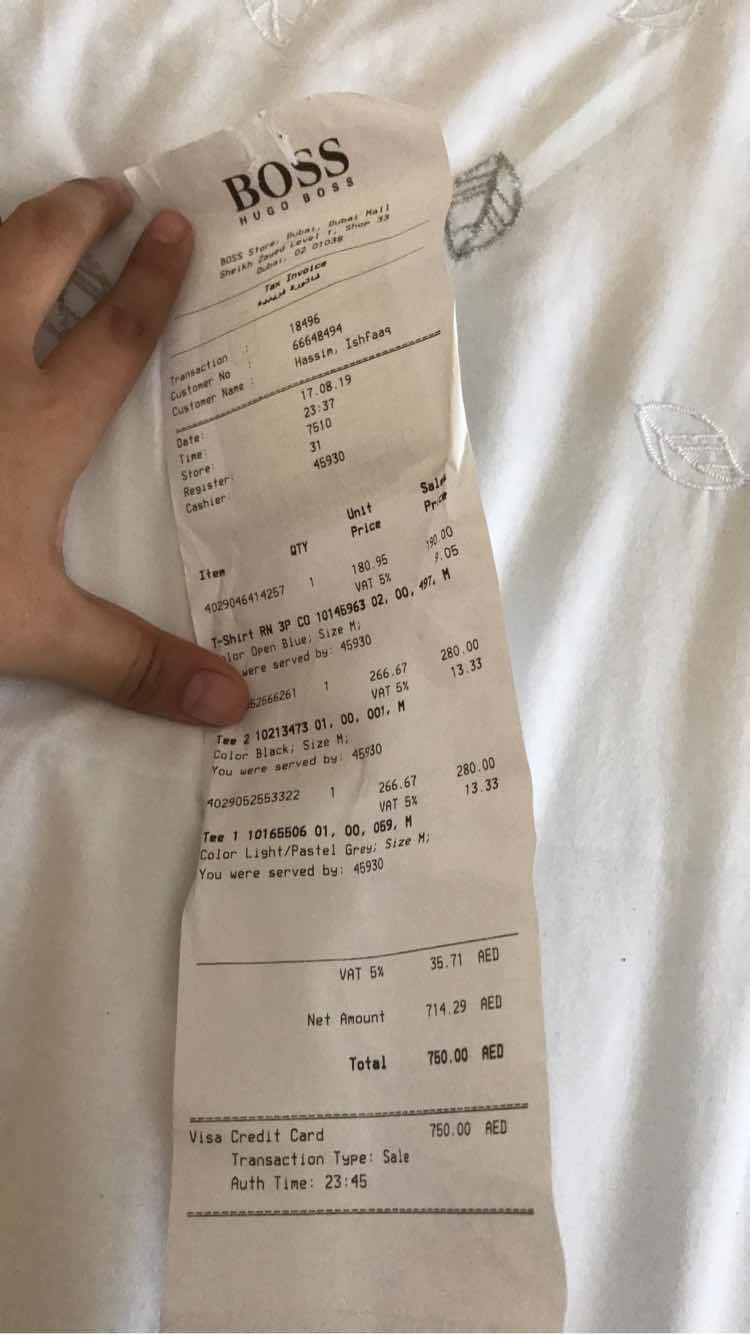 BOSS
HUGO BOSS
BOSS Store, Dubai, Dubai Mall
Sheikh Zayed Level 1, Shop 33
Dubai, 02 01038
Tax Invoice
فاتورة ضريبية
Transaction : 18496
Customer No : 66648494
Customer Name : Hassim, Ishfaaq
Date: 17.08.19
Time: 23:37
Store: 7510
Register: 31
Cashier: 45930
Item QTY Unit Price Sales Price
4029046414257 1 180.95 190.00
VAT 5% 9.05
T-Shirt RN 3P CO 10145963 02, 00, 497, M
Color Open Blue; Size M;
were served by: 45930
52666261 1 266.67 280.00
VAT 5% 13.33
Tee 2 10213473 01, 00, 001, M
Color Black; Size M;
You were served by: 45930
4029052553322 1 266.67 280.00
VAT 5% 13.33
Tee 1 10165506 01, 00, 059, M
Color Light/Pastel Grey; Size M;
You were served by: 45930
VAT 5% 35.71 AED
Net Amount 714.29 AED
Total 750.00 AED
Visa Credit Card 750.00 AED
Transaction Type: Sale
Auth Time: 23:45